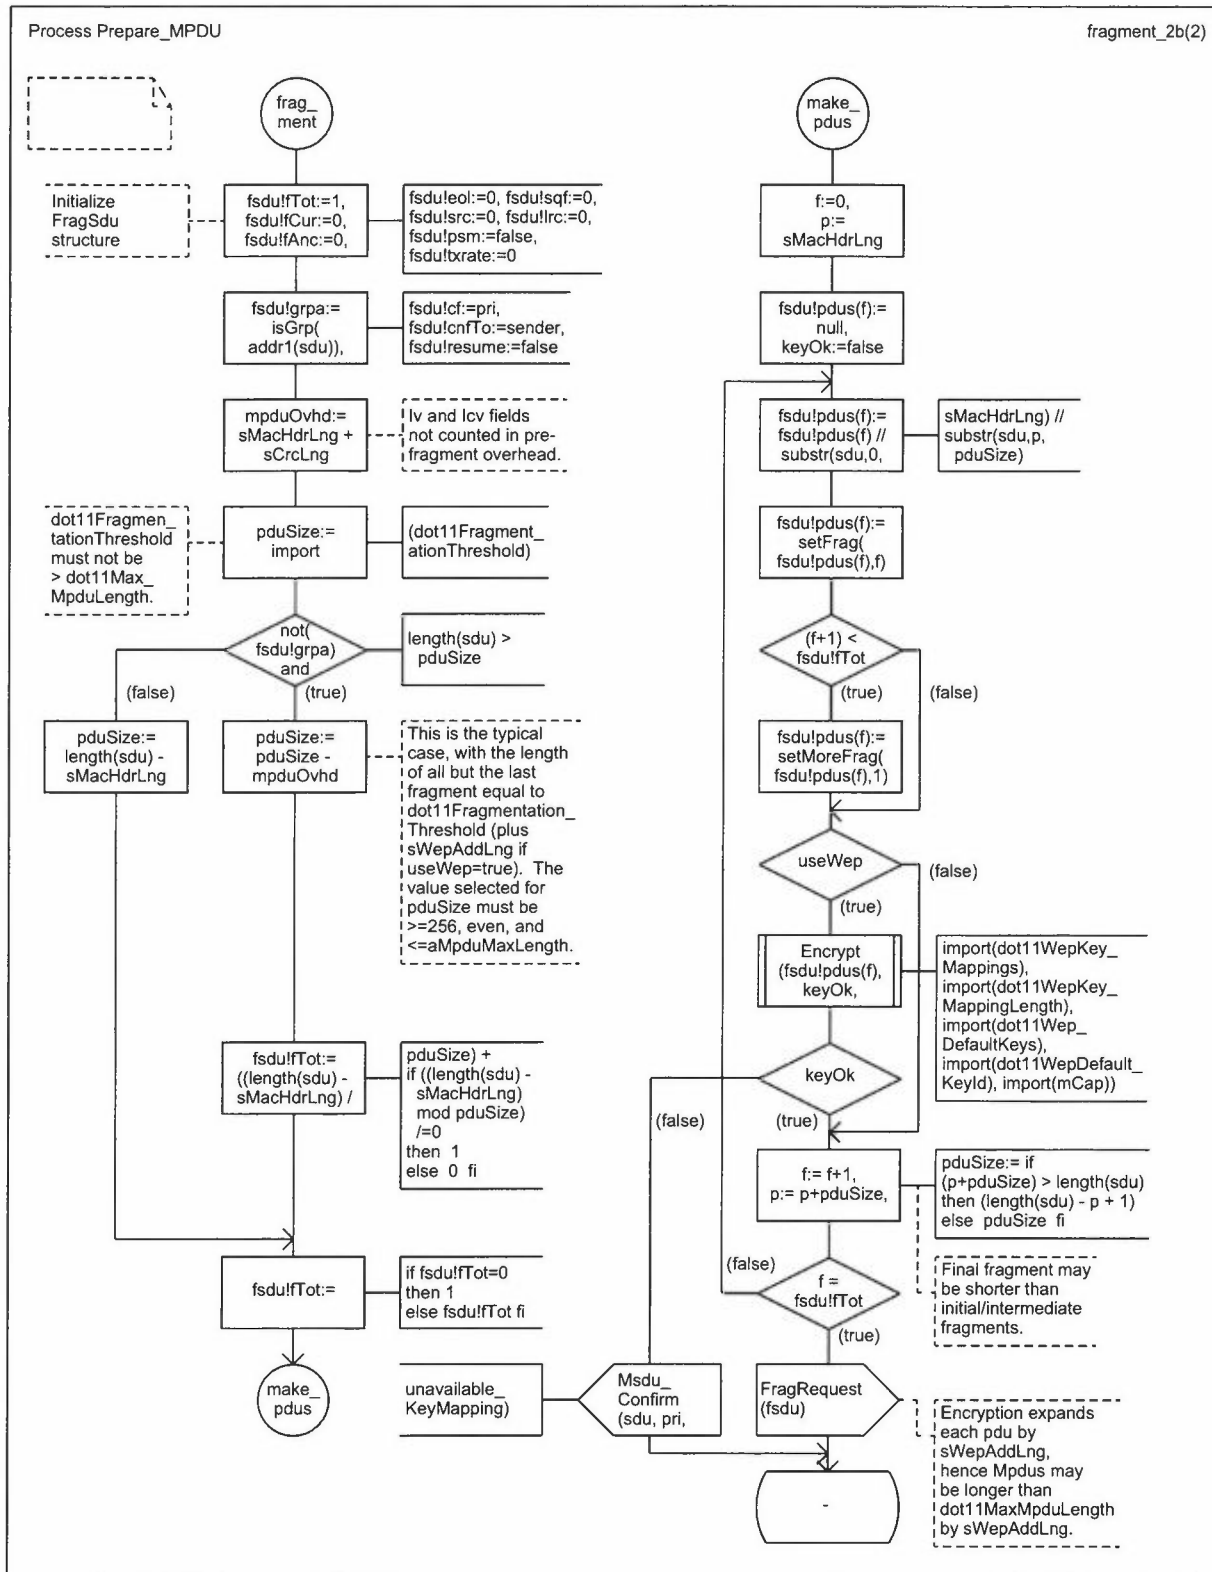 Process Prepare_MPDU
fragment_2b(2)
frag_
ment
Initialize
FragSdu
structure
fsdu!fTot:=1,
fsdu!fCur:=0,
fsdu!fAnc:=0,
fsdu!eol:=0, fsdu!sqf:=0,
fsdu!src:=0, fsdu!lrc:=0,
fsdu!psm:=false,
fsdu!txrate:=0
fsdu!grpa:=
isGrp(
addr1(sdu)),
fsdu!cf:=pri,
fsdu!cnfTo:=sender,
fsdu!resume:=false
mpduOvhd:=
sMacHdrLng +
sCrcLng
Iv and Icv fields
not counted in pre-
fragment overhead.
dot11Fragmen_
tationThreshold
must not be
> dot11Max_
MpduLength.
pduSize:=
import
(dot11Fragment_
ationThreshold)
not(
fsdu!grpa)
and
length(sdu) >
pduSize
(false)
(true)
pduSize:=
length(sdu) -
sMacHdrLng
pduSize:=
pduSize -
mpduOvhd
This is the typical
case, with the length
of all but the last
fragment equal to
dot11Fragmentation_
Threshold (plus
sWepAddLng if
useWep=true). The
value selected for
pduSize must be
>=256, even, and
<=aMpduMaxLength.
fsdu!fTot:=
((length(sdu) -
sMacHdrLng) /
pduSize) +
if ((length(sdu) -
sMacHdrLng)
mod pduSize)
/=0
then 1
else 0 fi
fsdu!fTot:=
if fsdu!fTot=0
then 1
else fsdu!fTot fi
make_
pdus
make_
pdus
f:=0,
p:=
sMacHdrLng
fsdu!pdus(f):=
null,
keyOk:=false
fsdu!pdus(f):=
fsdu!pdus(f) //
substr(sdu,0,
sMacHdrLng) //
substr(sdu,p,
pduSize)
fsdu!pdus(f):=
setFrag(
fsdu!pdus(f),f)
(f+1) <
fsdu!fTot
(true)
(false)
fsdu!pdus(f):=
setMoreFrag(
fsdu!pdus(f),1)
useWep
(false)
(true)
Encrypt
(fsdu!pdus(f),
keyOk,
import(dot11WepKey_
Mappings),
import(dot11WepKey_
MappingLength),
import(dot11Wep_
DefaultKeys),
import(dot11WepDefault_
KeyId), import(mCap))
keyOk
(false)
(true)
f:= f+1,
p:= p+pduSize,
pduSize:= if
(p+pduSize) > length(sdu)
then (length(sdu) - p + 1)
else pduSize fi
(false)
f =
fsdu!fTot
(true)
Final fragment may
be shorter than
initial/intermediate
fragments.
unavailable_
KeyMapping)
Msdu_
Confirm
(sdu, pri,
FragRequest
(fsdu)
Encryption expands
each pdu by
sWepAddLng,
hence Mpdus may
be longer than
dot11MaxMpduLength
by sWepAddLng.
-